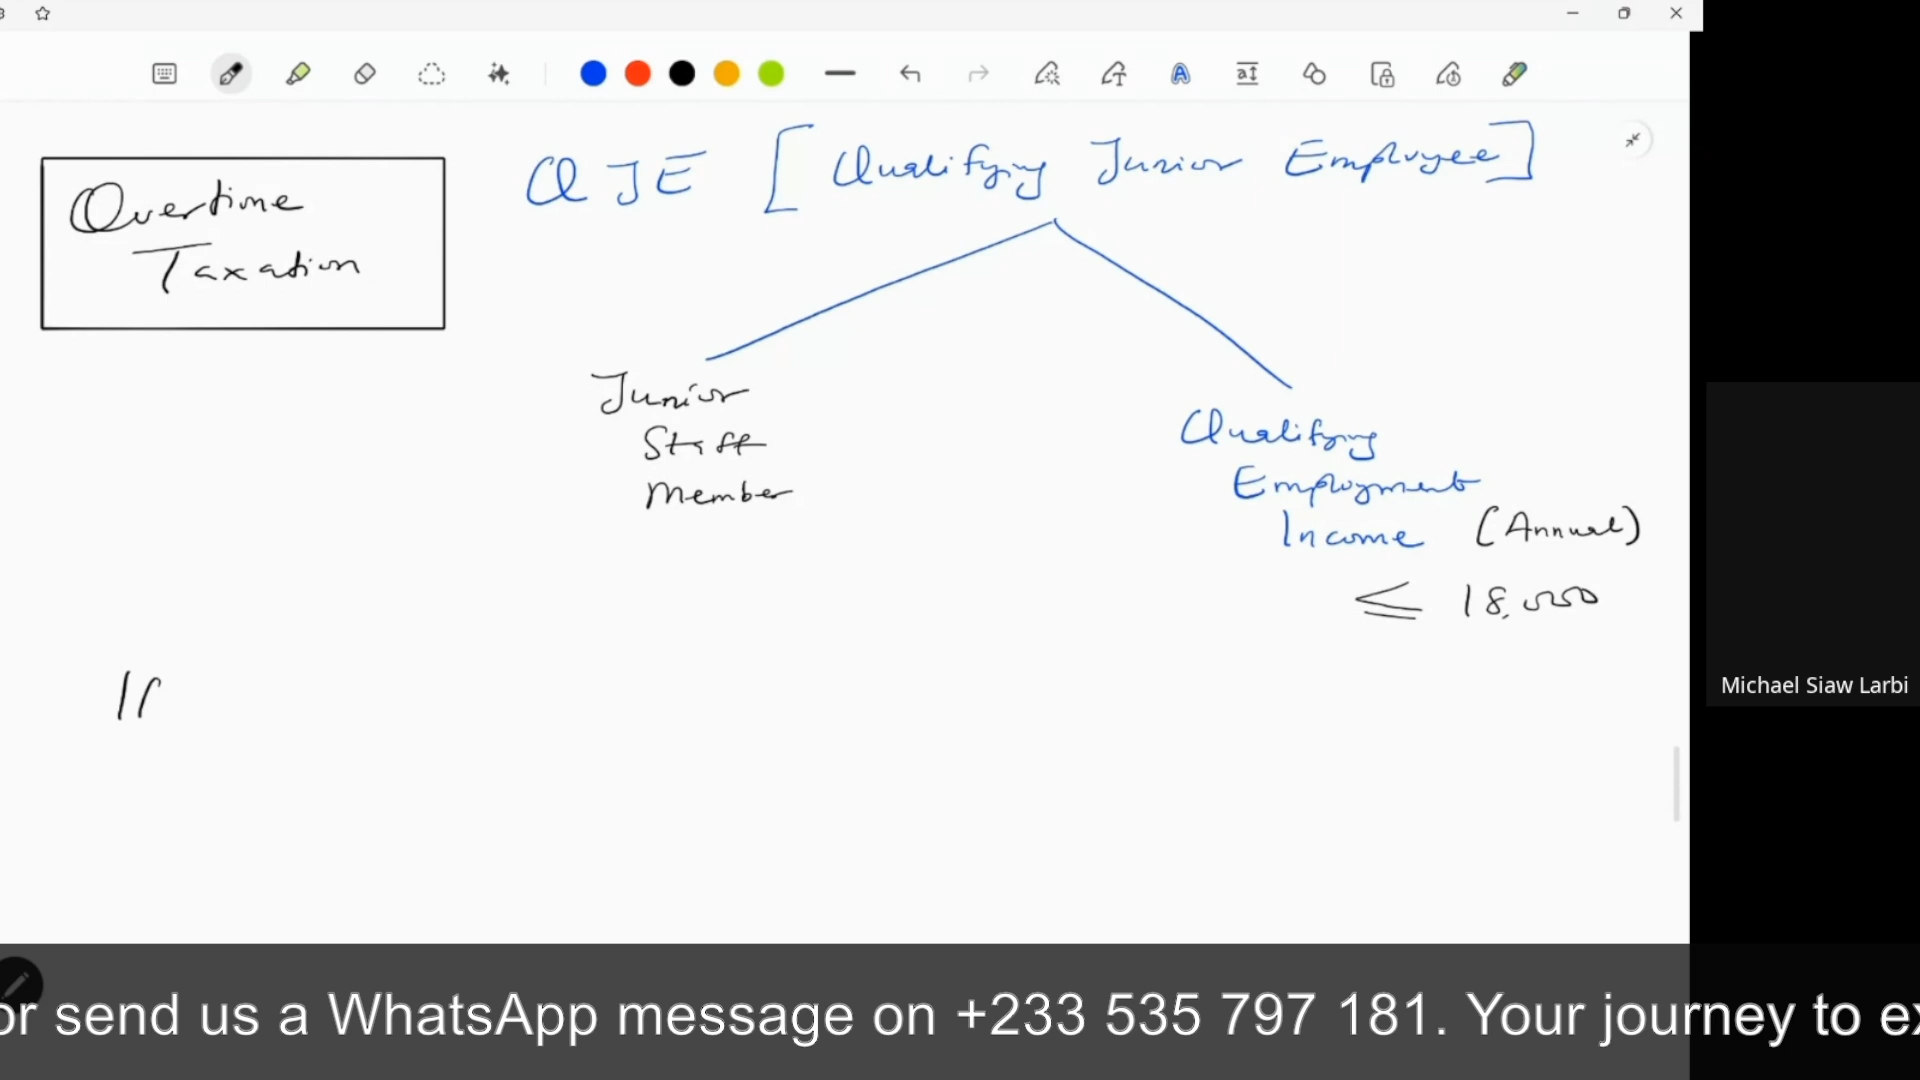 Overtime
Taxation
QJE [Qualifying Junior Employee]
Junior
Staff
Member
Qualifying
Employment
Income (Annual)
≤ 18,000
If
Michael Siaw Larbi
or send us a WhatsApp message on +233 535 797 181. Your journey to ex